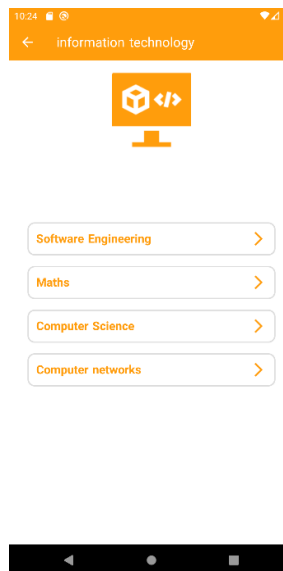 10:24
information technology
</>
Software Engineering
Maths
Computer Science
Computer networks